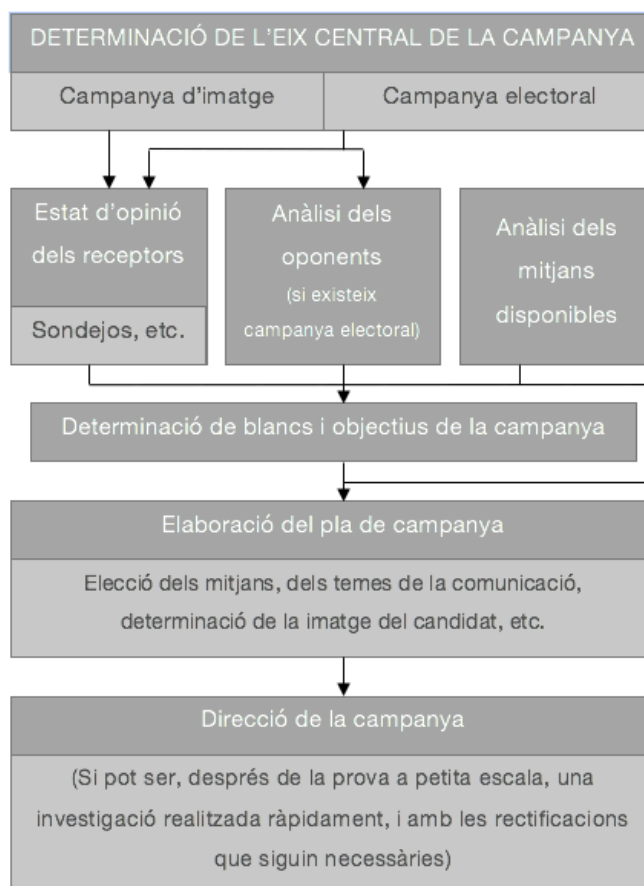 DETERMINACIÓ DE L'EIX CENTRAL DE LA CAMPANYA
Campanya d'imatge
Campanya electoral
Estat d'opinió
dels receptors
Sondejos, etc.
Anàlisi dels
oponents
(si existeix
campanya electoral)
Anàlisi dels
mitjans
disponibles
Determinació de blancs i objectius de la campanya
Elaboració del pla de campanya
Elecció dels mitjans, dels temes de la comunicació,
determinació de la imatge del candidat, etc.
Direcció de la campanya
(Si pot ser, després de la prova a petita escala, una
investigació realitzada ràpidament, i amb les rectificacions
que siguin necessàries)